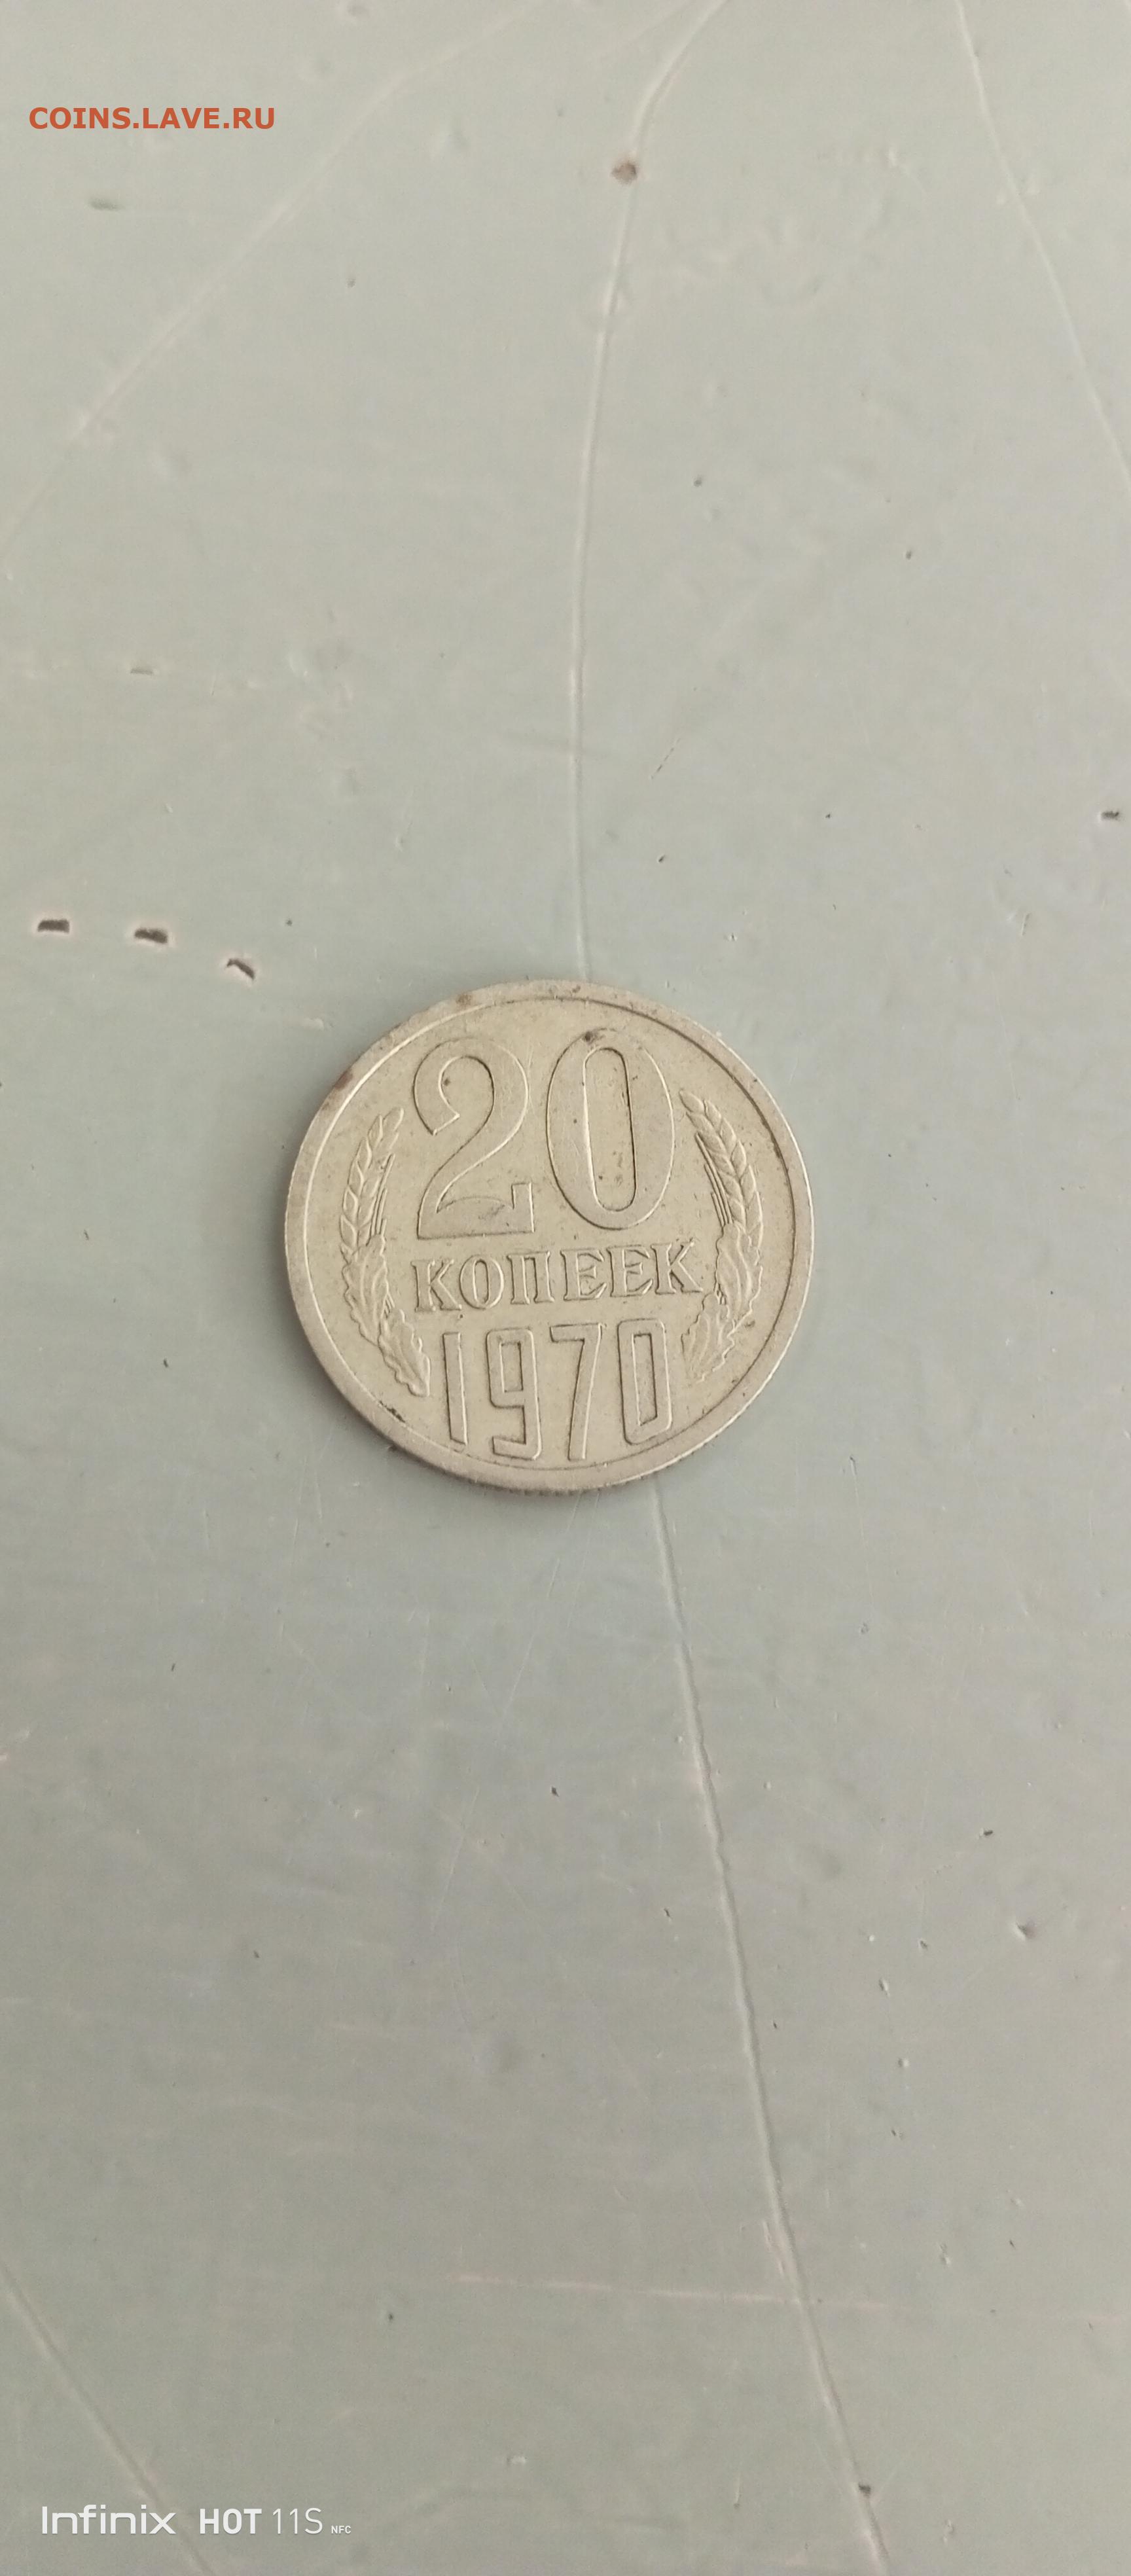 COINS.LAVE.RU
20
КОПЕЕК
1970
Infinix HOT 11S NFC